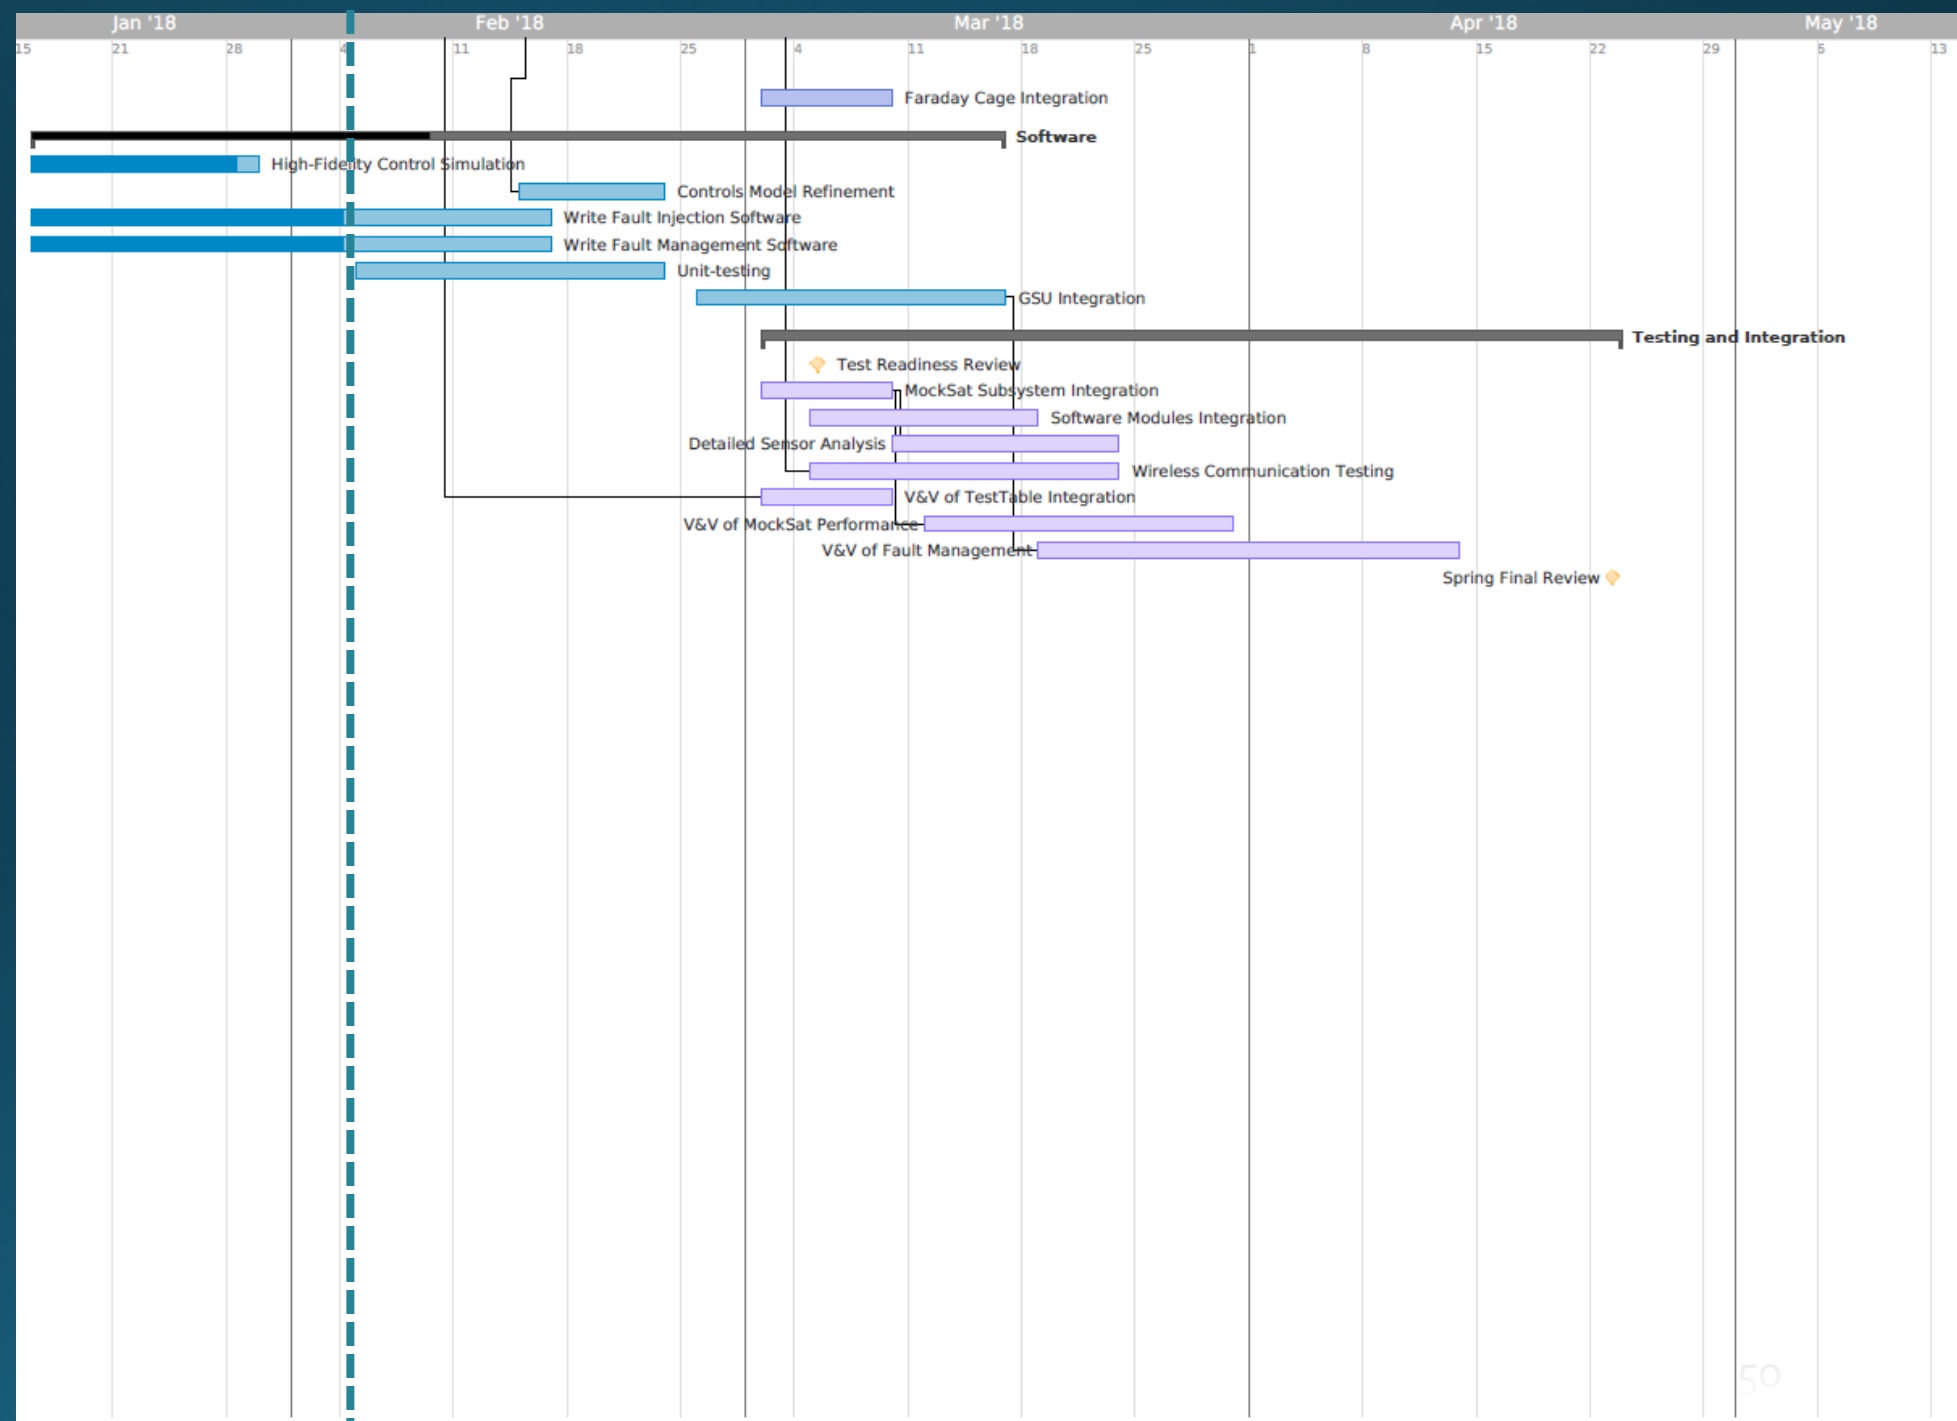 Jan '18 Feb '18 Mar '18 Apr '18 May '18
15 21 28 4 11 18 25 4 11 18 25 1 8 15 22 29 6 13
Faraday Cage Integration
Software
High-Fidelity Control Simulation
Controls Model Refinement
Write Fault Injection Software
Write Fault Management Software
Unit-testing
GSU Integration
Testing and Integration
Test Readiness Review
MockSat Subsystem Integration
Software Modules Integration
Detailed Sensor Analysis
Wireless Communication Testing
V&V of TestTable Integration
V&V of MockSat Performance
V&V of Fault Management
Spring Final Review
50